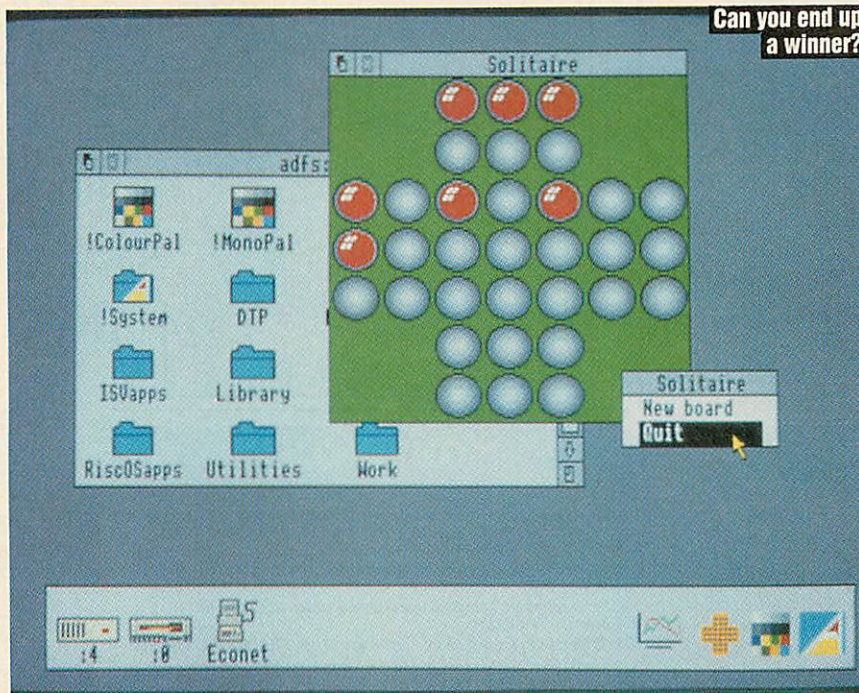 Can you end up
a winner?
Solitaire
adfs:
!ColourPal !MonoPal
!System DTP
ISVapps Library
RiscOSapps Utilities Work
Solitaire
New board
Quit
:4 :0 Econet